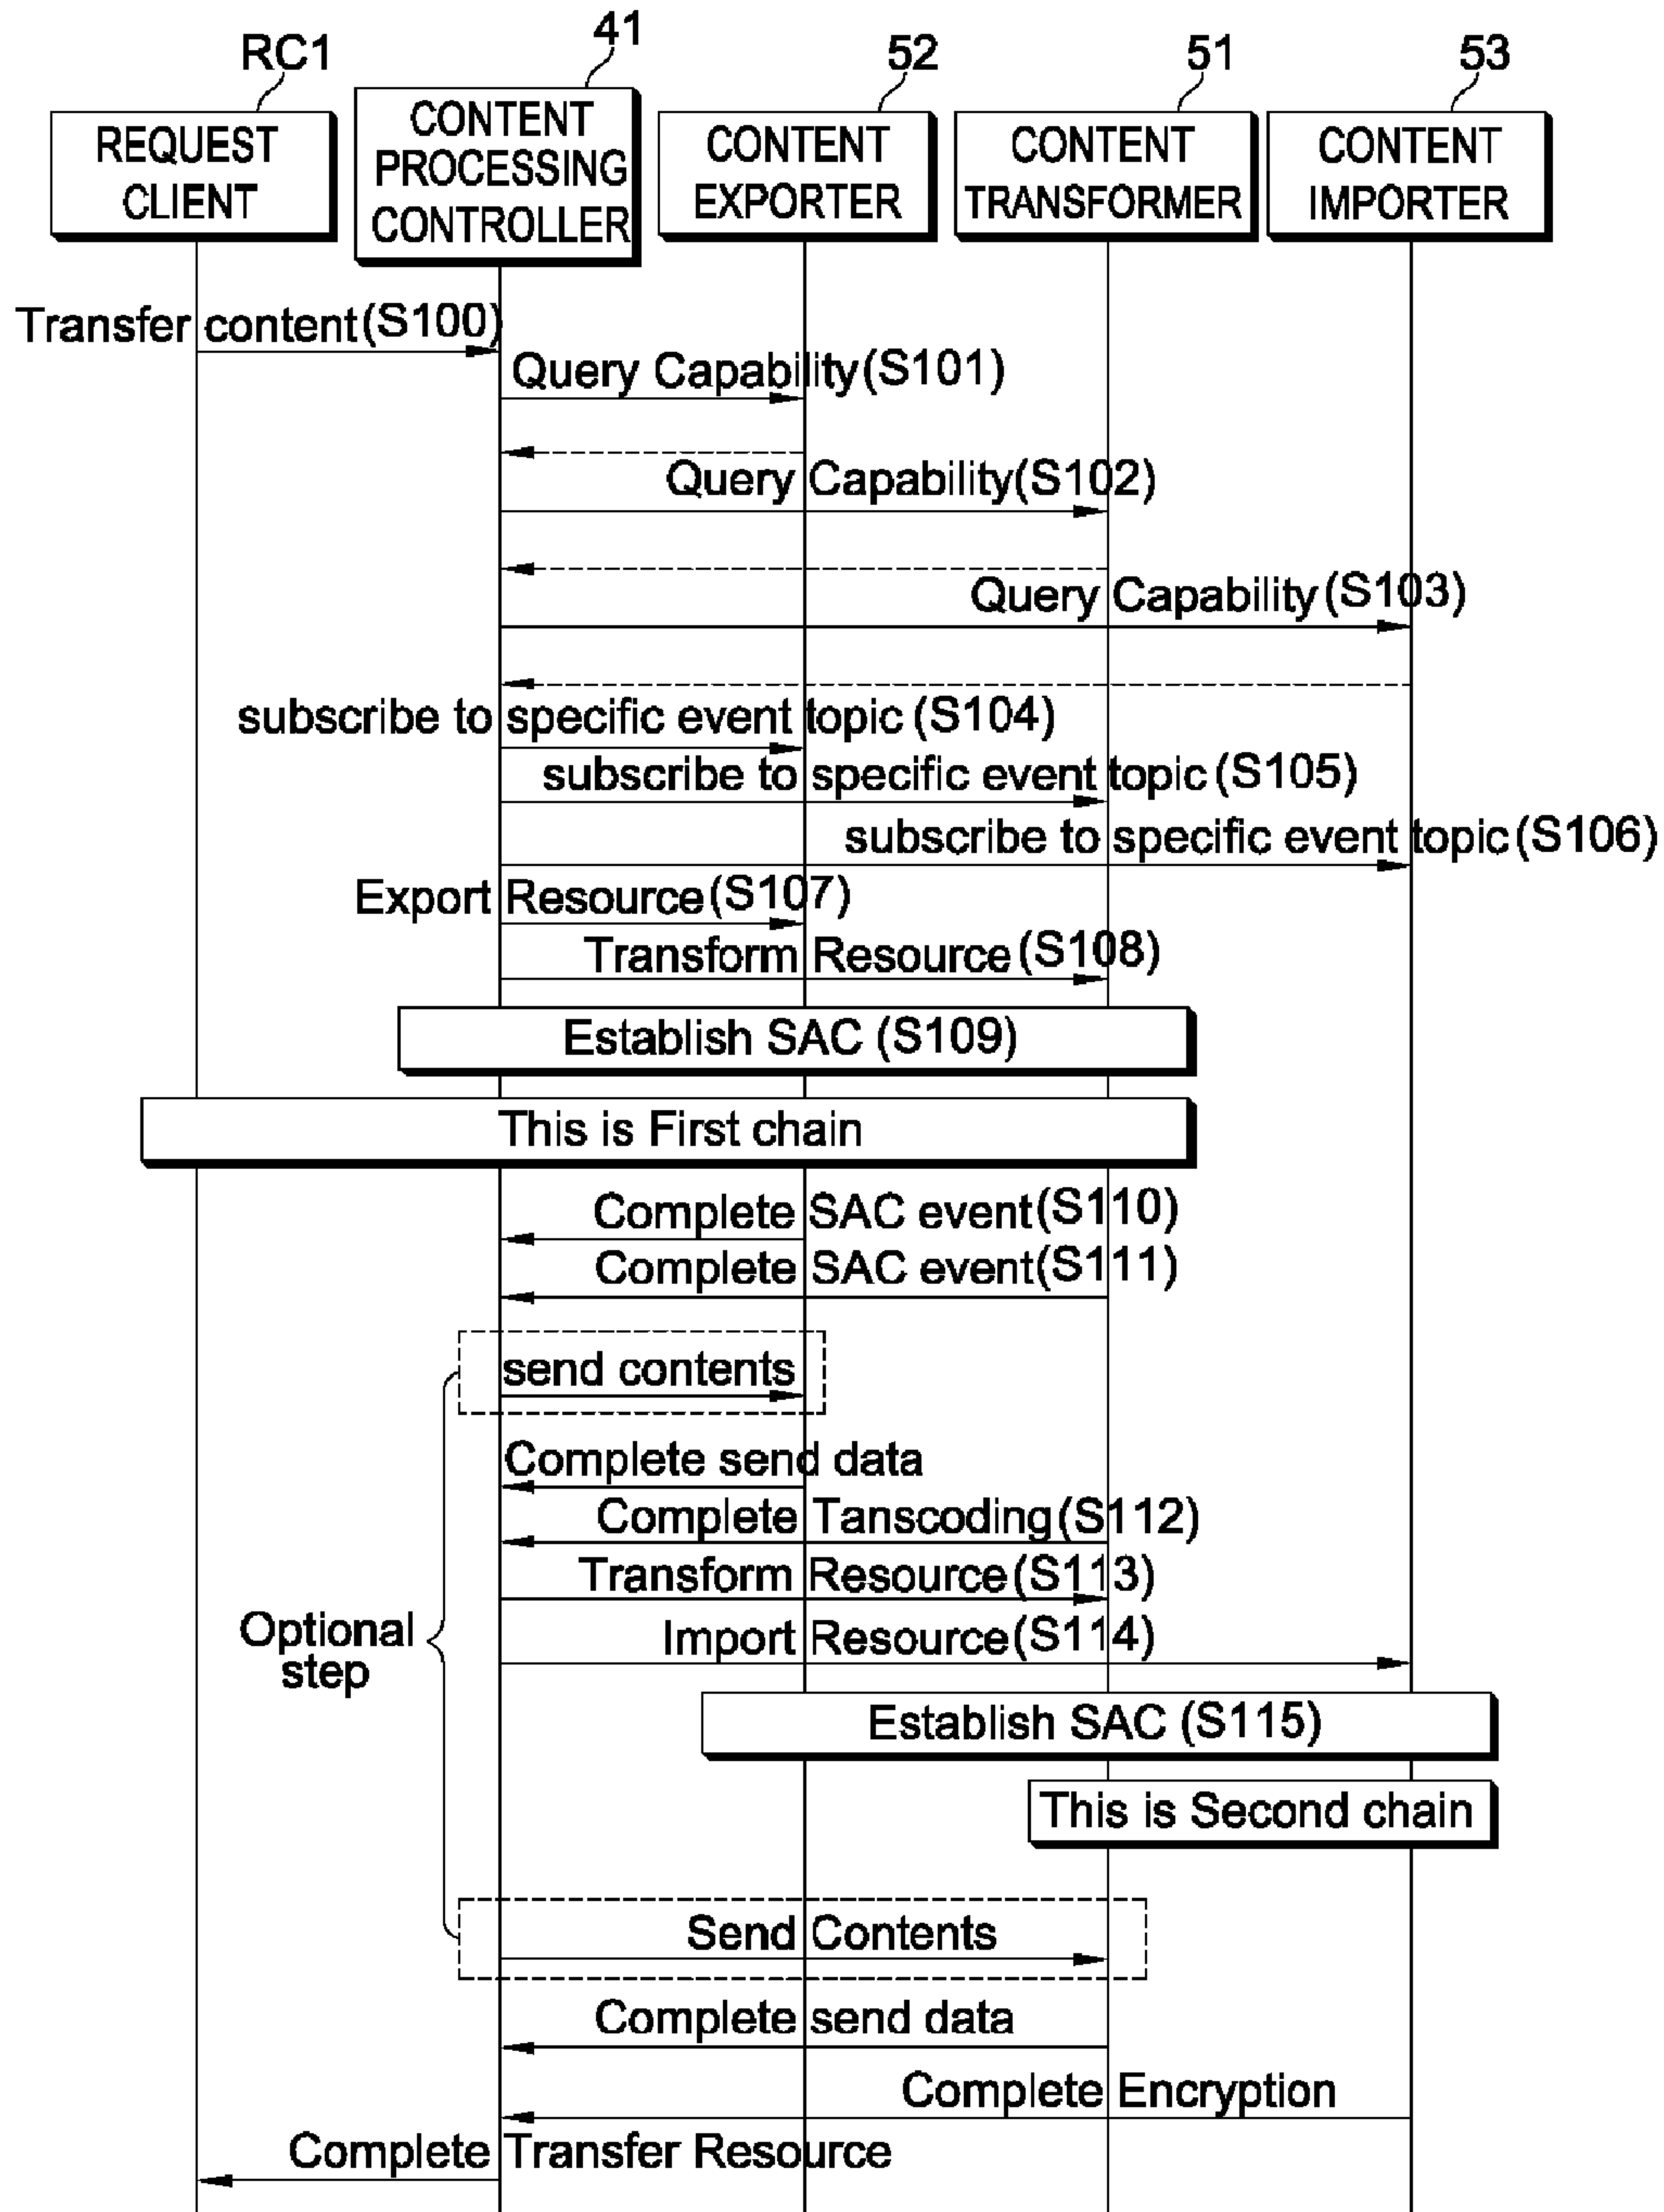 RC1
41
52
51
53
REQUEST
CLIENT
CONTENT
PROCESSING
CONTROLLER
CONTENT
EXPORTER
CONTENT
TRANSFORMER
CONTENT
IMPORTER
Transfer content(S100)
Query Capability(S101)
Query Capability(S102)
Query Capability(S103)
subscribe to specific event topic (S104)
subscribe to specific event topic (S105)
subscribe to specific event topic (S106)
Export Resource(S107)
Transform Resource(S108)
Establish SAC (S109)
This is First chain
Complete SAC event(S110)
Complete SAC event(S111)
send contents
Complete send data
Complete Tanscoding(S112)
Transform Resource(S113)
Import Resource(S114)
Optional
step
Establish SAC (S115)
This is Second chain
Send Contents
Complete send data
Complete Encryption
Complete Transfer Resource